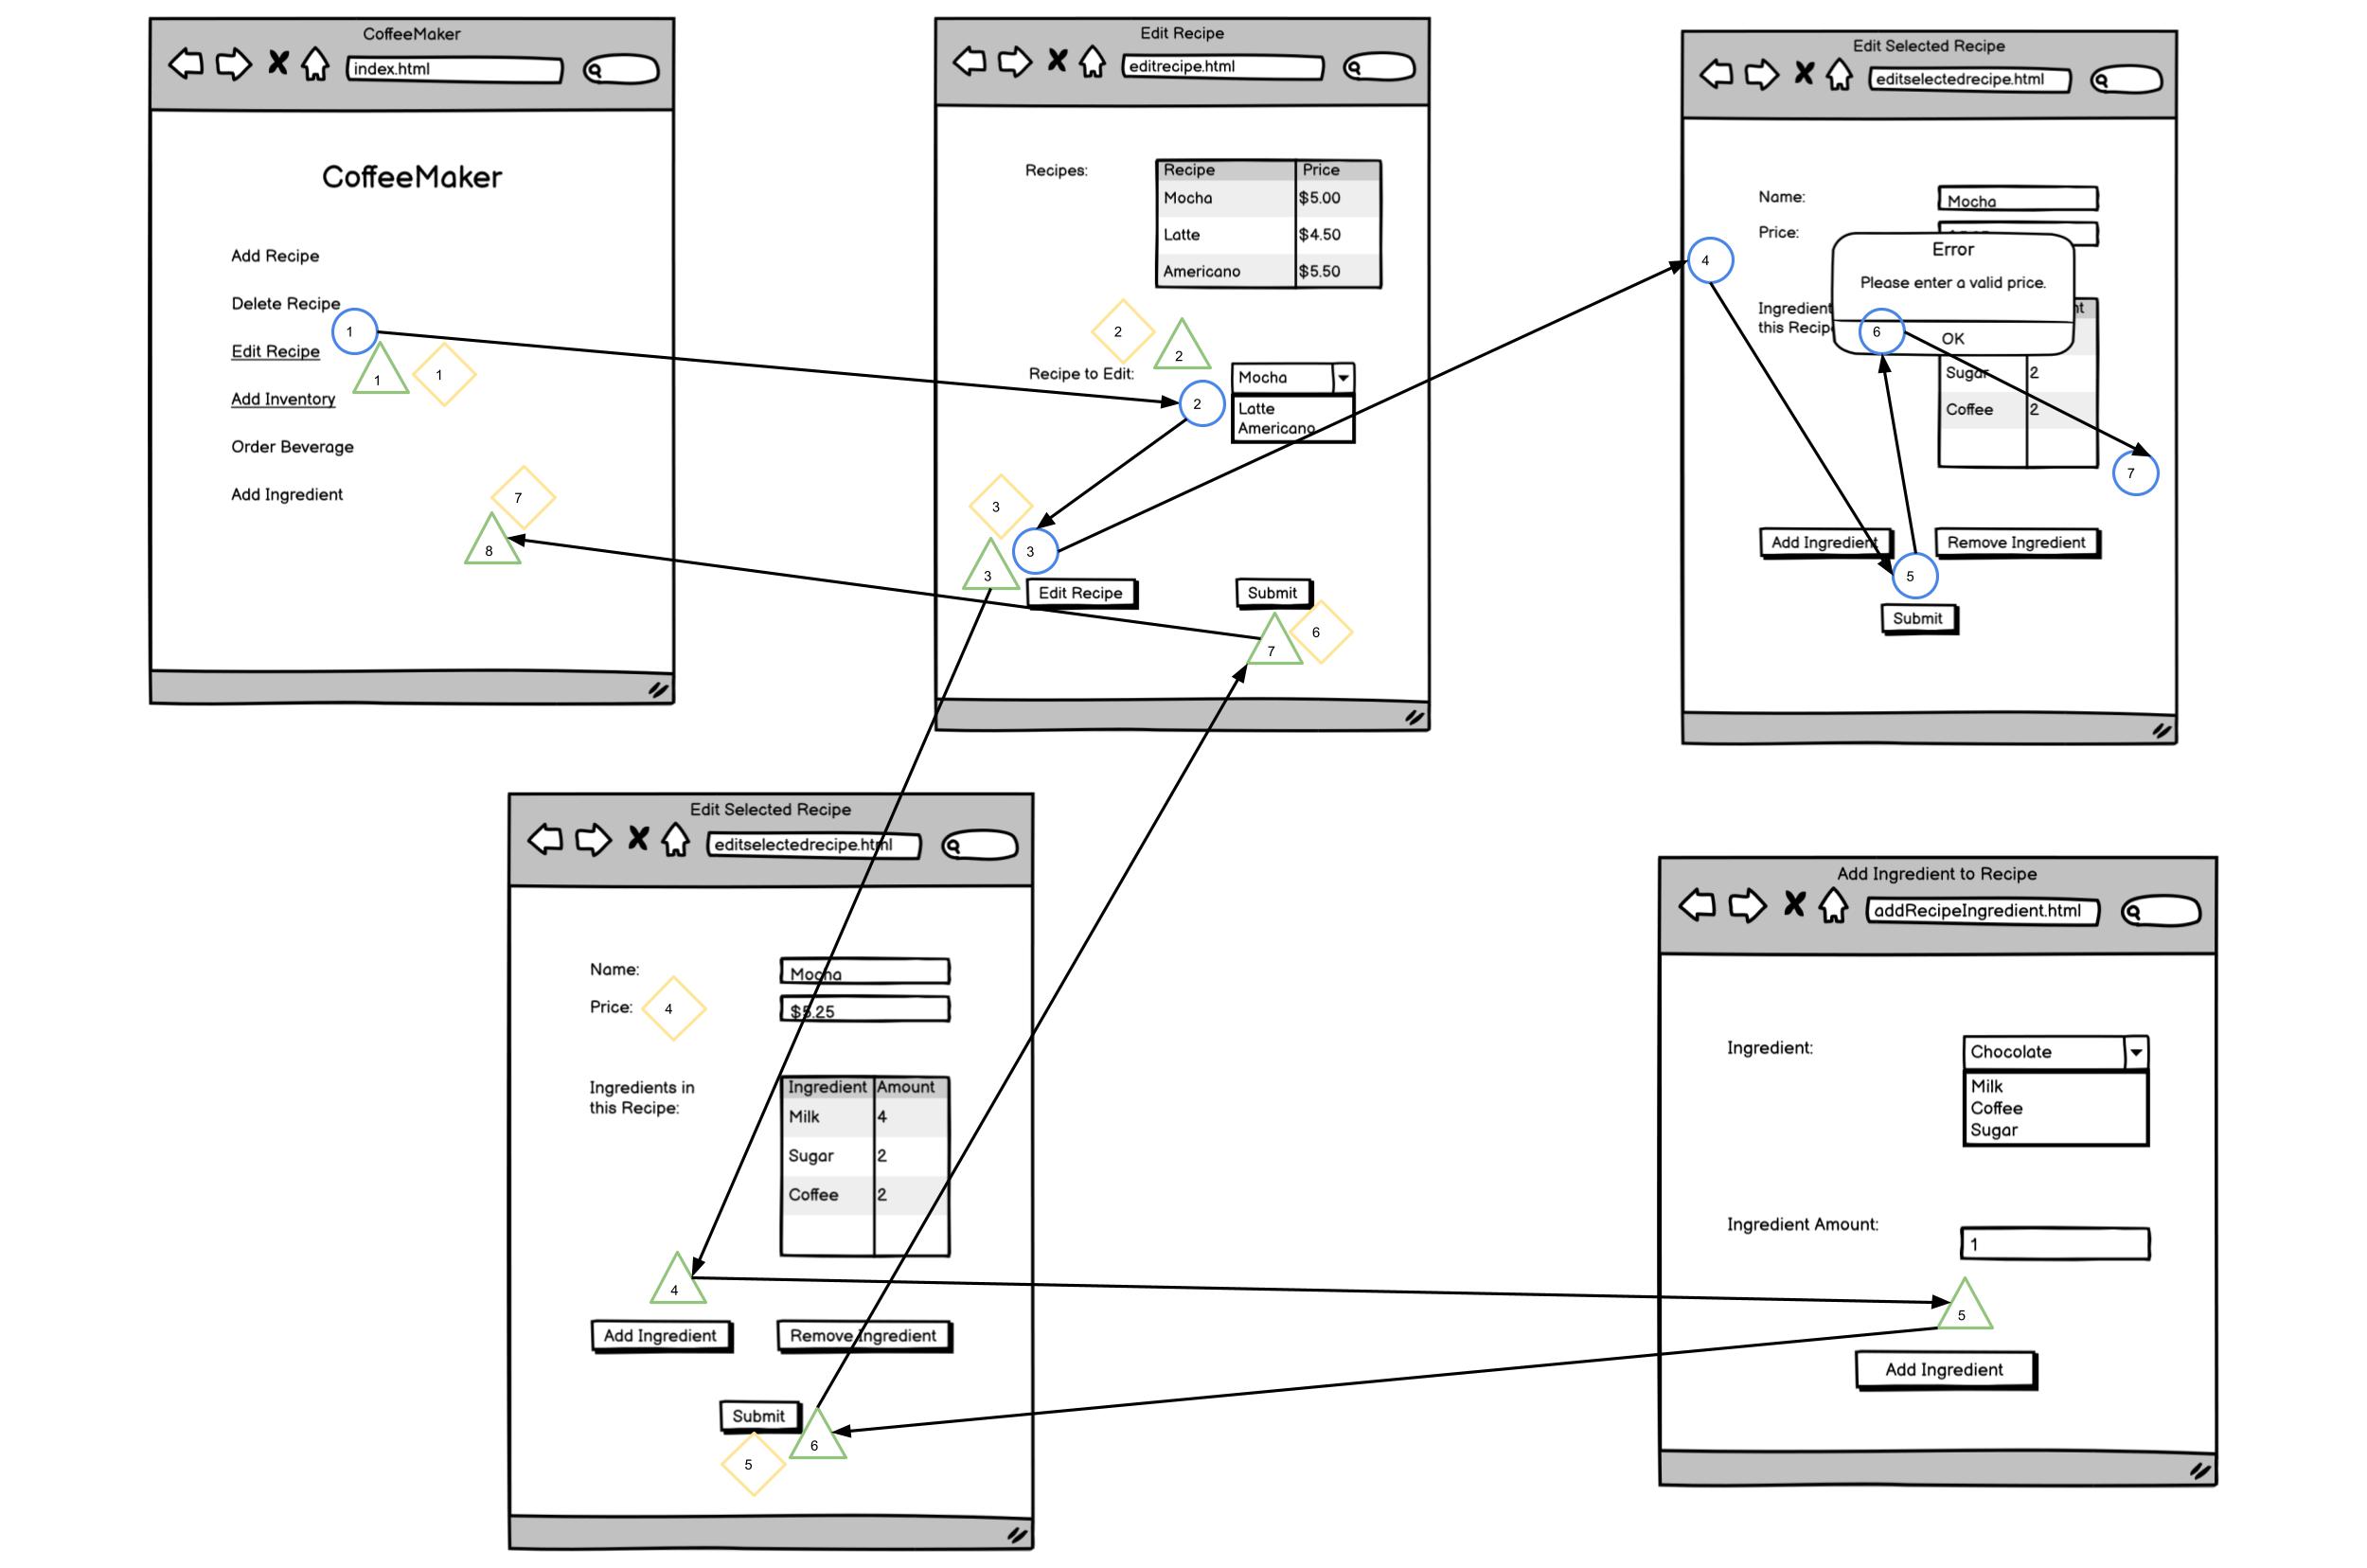 CoffeeMaker
index.html
CoffeeMaker
Add Recipe
Delete Recipe
1
Edit Recipe
1
1
Add Inventory
Order Beverage
Add Ingredient
7
8
Edit Recipe
editrecipe.html
Recipes:
Recipe Price
Mocha $5.00
Latte $4.50
Americano $5.50
2
2
Recipe to Edit:
Mocha
2
Latte
Americano
3
3
3
Edit Recipe
Submit
7
6
Edit Selected Recipe
editselectedrecipe.html
Name:
Mocha
Price:
4
Error
Please enter a valid price.
6
OK
Ingredient
this Recip
nt
Sugar 2
Coffee 2
7
Add Ingredient
Remove Ingredient
5
Submit
Edit Selected Recipe
editselectedrecipe.html
Name:
Mocha
Price:
4
$5.25
Ingredients in
this Recipe:
Ingredient Amount
Milk 4
Sugar 2
Coffee 2
4
Add Ingredient
Remove Ingredient
Submit
6
5
Add Ingredient to Recipe
addRecipeIngredient.html
Ingredient:
Chocolate
Milk
Coffee
Sugar
Ingredient Amount:
1
5
Add Ingredient